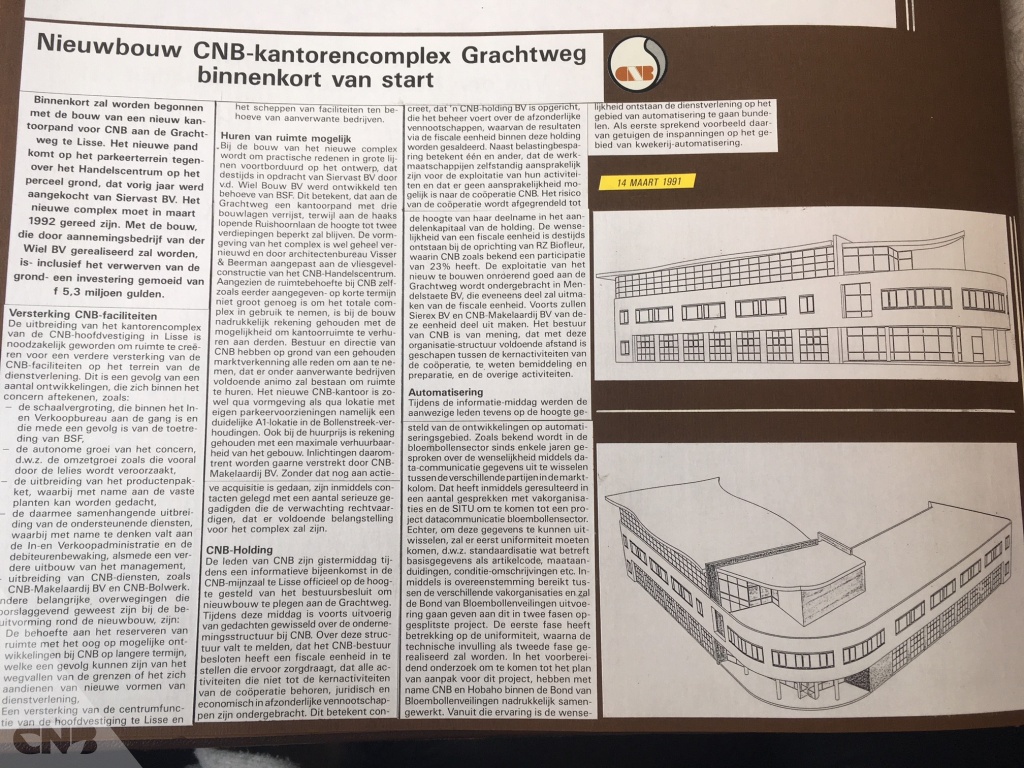 Nieuwbouw CNB-kantorencomplex Grachtweg
binnenkort van start
CNB
Binnenkort zal worden begonnen
met de bouw van een nieuw kan-
toorpand voor CNB aan de Gracht-
weg te Lisse. Het nieuwe pand
komt op het parkeerterrein tegen-
over het Handelscentrum op het
perceel grond, dat vorig jaar werd
aangekocht van Siervast BV. Het
nieuwe complex moet in maart
1992 gereed zijn. Met de bouw,
die door aannemingsbedrijf van der
Wiel BV gerealiseerd zal worden,
is- inclusief het verwerven van de
grond- een investering gemoeid van
f 5,3 miljoen gulden.
Versterking CNB-faciliteiten
De uitbreiding van het kantorencomplex
van de CNB-hoofdvestiging in Lisse is
noodzakelijk geworden om ruimte te creë-
ren voor een verdere versterking van de
CNB-faciliteiten op het terrein van de
dienstverlening. Dit is een gevolg van een
aantal ontwikkelingen, die zich binnen het
concern aftekenen, zoals:
— de schaalvergroting, die binnen het In-
en Verkoopbureau aan de gang is en
die mede een gevolg is van de toetre-
ding van BSF,
— de autonome groei van het concern,
d.w.z. de omzetgroei zoals die vooral
door de lelies wordt veroorzaakt,
— de uitbreiding van het productenpak-
ket, waarbij met name aan de vaste
planten kan worden gedacht,
— de daarmee samenhangende uitbrei-
ding van de ondersteunende diensten,
waarbij met name te denken valt aan
de In-en Verkoopadministratie en de
debiteurenbewaking, alsmede een ver-
dere uitbouw van het management,
- uitbreiding van CNB-diensten, zoals
CNB-Makelaardij BV en CNB-Bolwerk.
ndere belangrijke overwegingen die
oorslaggevend geweest zijn bij de be-
uitvorming rond de nieuwbouw, zijn:
De behoefte aan het reserveren van
ruimte met het oog op mogelijke ont-
wikkelingen bij CNB op langere termijn,
welke een gevolg kunnen zijn van het
wegvallen van de grenzen of het zich
aandienen van nieuwe vormen van
dienstverlening.
Een versterking van de centrumfunc-
tie van de hoofdvestiging te Lisse en
het scheppen van faciliteiten ten be-
hoeve van aanverwante bedrijven.
Huren van ruimte mogelijk
Bij de bouw van het nieuwe complex
wordt om practische redenen in grote lij-
nen voortborduurd op het ontwerp, dat
destijds in opdracht van Siervast BV door
v.d. Wiel Bouw BV werd ontwikkeld ten
behoeve van BSF. Dit betekent, dat aan de
Grachtweg een kantoorpand met drie
bouwlagen verrijst, terwijl aan de haaks
lopende Ruishoornlaan de hoogte tot twee
verdiepingen beperkt zal blijven. De vorm-
geving van het complex is wel geheel ver-
nieuwd en door architectenbureau Visser
& Beerman aangepast aan de vliesgevel-
constructie van het CNB-Handelscentrum.
Aangezien de ruimtebehoefte bij CNB zelf-
zoals eerder aangegeven- op korte termijn
niet groot genoeg is om het totale com-
plex in gebruik te nemen, is bij de bouw
nadrukkelijk rekening gehouden met de
mogelijkheid om kantoorruimte te verhu-
ren aan derden. Bestuur en directie van
CNB hebben op grond van een gehouden
marktverkenning alle reden om aan te ne-
men, dat er onder aanverwante bedrijven
voldoende animo zal bestaan om ruimte
te huren. Het nieuwe CNB-kantoor is zo-
wel qua vormgeving als qua lokatie met
eigen parkeervoorzieningen namelijk een
duidelijke A1-lokatie in de Bollenstreek-ver-
houdingen. Ook bij de huurprijs is rekening
gehouden met een maximale verhuurbaar-
heid van het gebouw. Inlichtingen daarom-
trent worden gaarne verstrekt door CNB-
Makelaardij BV. Zonder dat nog aan actie-
ve acquisitie is gedaan, zijn inmiddels con-
tacten gelegd met een aantal serieuze ge-
gadigden die de verwachting rechtvaar-
digen, dat er voldoende belangstelling
voor het complex zal zijn.
CNB-Holding
De leden van CNB zijn gistermiddag tij-
dens een informatieve bijeenkomst in de
CNB-mijnzaal te Lisse officieel op de hoog-
te gesteld van het bestuursbesluit om
nieuwbouw te plegen aan de Grachtweg.
Tijdens deze middag is voorts uitvoerig
van gedachten gewisseld over de onderne-
mingsstructuur bij CNB. Over deze struc-
tuur valt te melden, dat het CNB-bestuur
besloten heeft een fiscale eenheid in te
stellen die ervoor zorgdraagt, dat alle ac-
tiviteiten die niet tot de kernactiviteiten
van de coöperatie behoren, juridisch en
economisch in afzonderlijke vennootschap-
pen zijn ondergebracht. Dit betekent con-
creet, dat 'n CNB-holding BV is opgericht,
die het beheer voert over de afzonderlijke
vennootschappen, waarvan de resultaten
via de fiscale eenheid binnen deze holding
worden gesaldeerd. Naast belastingbespa-
ring betekent één en ander, dat de werk-
maatschappijen zelfstandig aansprakelijk
zijn voor de exploitatie van hun activitei-
ten en dat er geen aansprakelijkheid mo-
gelijk is naar de coöperatie CNB. Het risico
van de coöperatie wordt afgegrendeld tot
de hoogte van haar deelname in het aan-
delenkapitaal van de holding. De wense-
lijkheid van een fiscale eenheid is destijds
ontstaan bij de oprichting van RZ Biofleur,
waarin CNB zoals bekend een participatie
van 23% heeft. De exploitatie van het
nieuw te bouwen onroerend goed aan de
Grachtweg wordt ondergebracht in Men-
delstaete BV, die eveneens deel zal uitma-
ken van de fiscale eenheid. Voorts zullen
Sierex BV en CNB-Makelaardij BV van de-
ze eenheid deel uit maken. Het bestuur
van CNB is van mening, dat met deze
organisatie-structuur voldoende afstand is
geschapen tussen de kernactiviteiten van
de coöperatie, te weten bemiddeling en
preparatie, en de overige activiteiten.
Automatisering
Tijdens de informatie-middag werden de
aanwezige leden tevens op de hoogte ge-
steld van de ontwikkelingen op automati-
seringsgebied. Zoals bekend wordt in de
bloembollensector sinds enkele jaren ge-
sproken over de wenselijkheid middels da-
ta-communicatie gegevens uit te wisselen
tussen de verschillende partijen in de markt-
kolom. Dat heeft inmiddels geresulteerd in
een aantal gesprekken met vakorganisa-
ties en de SITU om te komen tot een pro-
ject datacommunicatie bloembollensector.
Echter, om deze gegevens te kunnen uit-
wisselen, zal er eerst uniformiteit moeten
komen, d.w.z. standaardisatie wat betreft
basisgegevens als artikelcode, maataan-
duidingen, conditie-omschrijvingen etc. In-
middels is overeenstemming bereikt tus-
sen de verschillende vakorganisaties en zal
de Bond van Bloembollenveilingen uitvoe-
ring gaan geven aan dit in twee fasen op-
gesplitste project. De eerste fase heeft
betrekking op de uniformiteit, waarna de
technische invulling als tweede fase ge-
realiseerd zal worden. In het voorberei-
dend onderzoek om te komen tot het plan
van aanpak voor dit project, hebben met
name CNB en Hobaho binnen de Bond van
Bloembollenveilingen nadrukkelijk samen-
gewerkt. Vanuit die ervaring is de wense-
lijkheid ontstaan de dienstverlening op het
gebied van automatisering te gaan bunde-
len. Als eerste sprekend voorbeeld daar-
van getuigen de inspanningen op het ge-
bied van kwekerij-automatisering.
14 MAART 1991
CNB